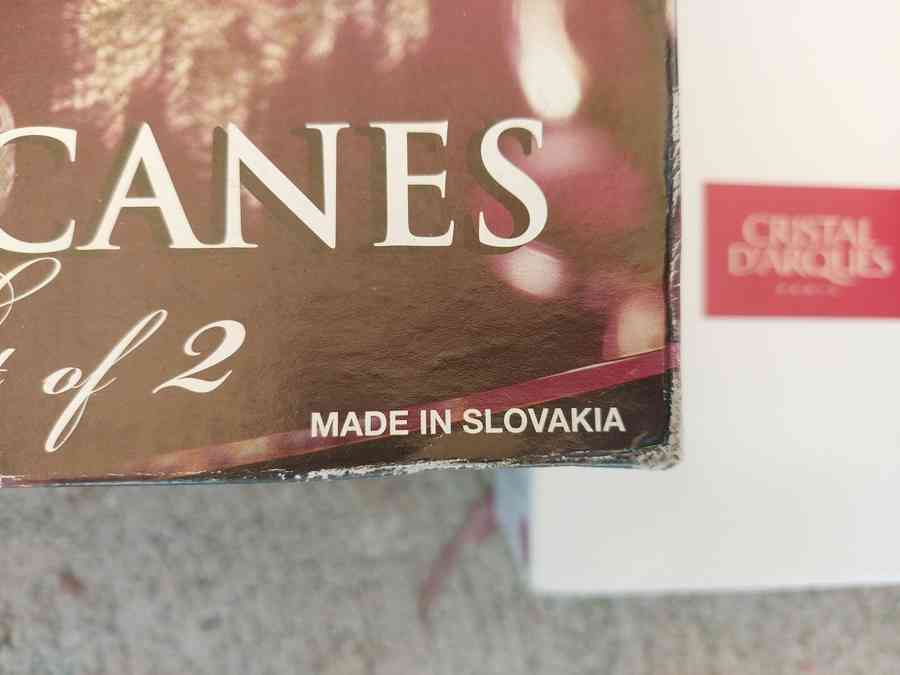 CANES
of 2
MADE IN SLOVAKIA
CRISTAL
D'ARQUES